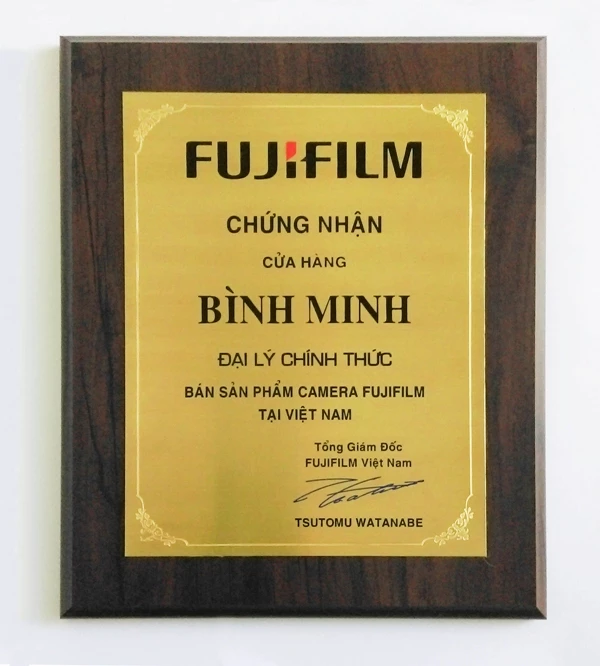 FUJIFILM
CHỨNG NHẬN
CỬA HÀNG
BÌNH MINH
ĐẠI LÝ CHÍNH THỨC
BÁN SẢN PHẨM CAMERA FUJIFILM
TẠI VIỆT NAM
Tổng Giám Đốc
FUJIFILM Việt Nam
TSUTOMU WATANABE